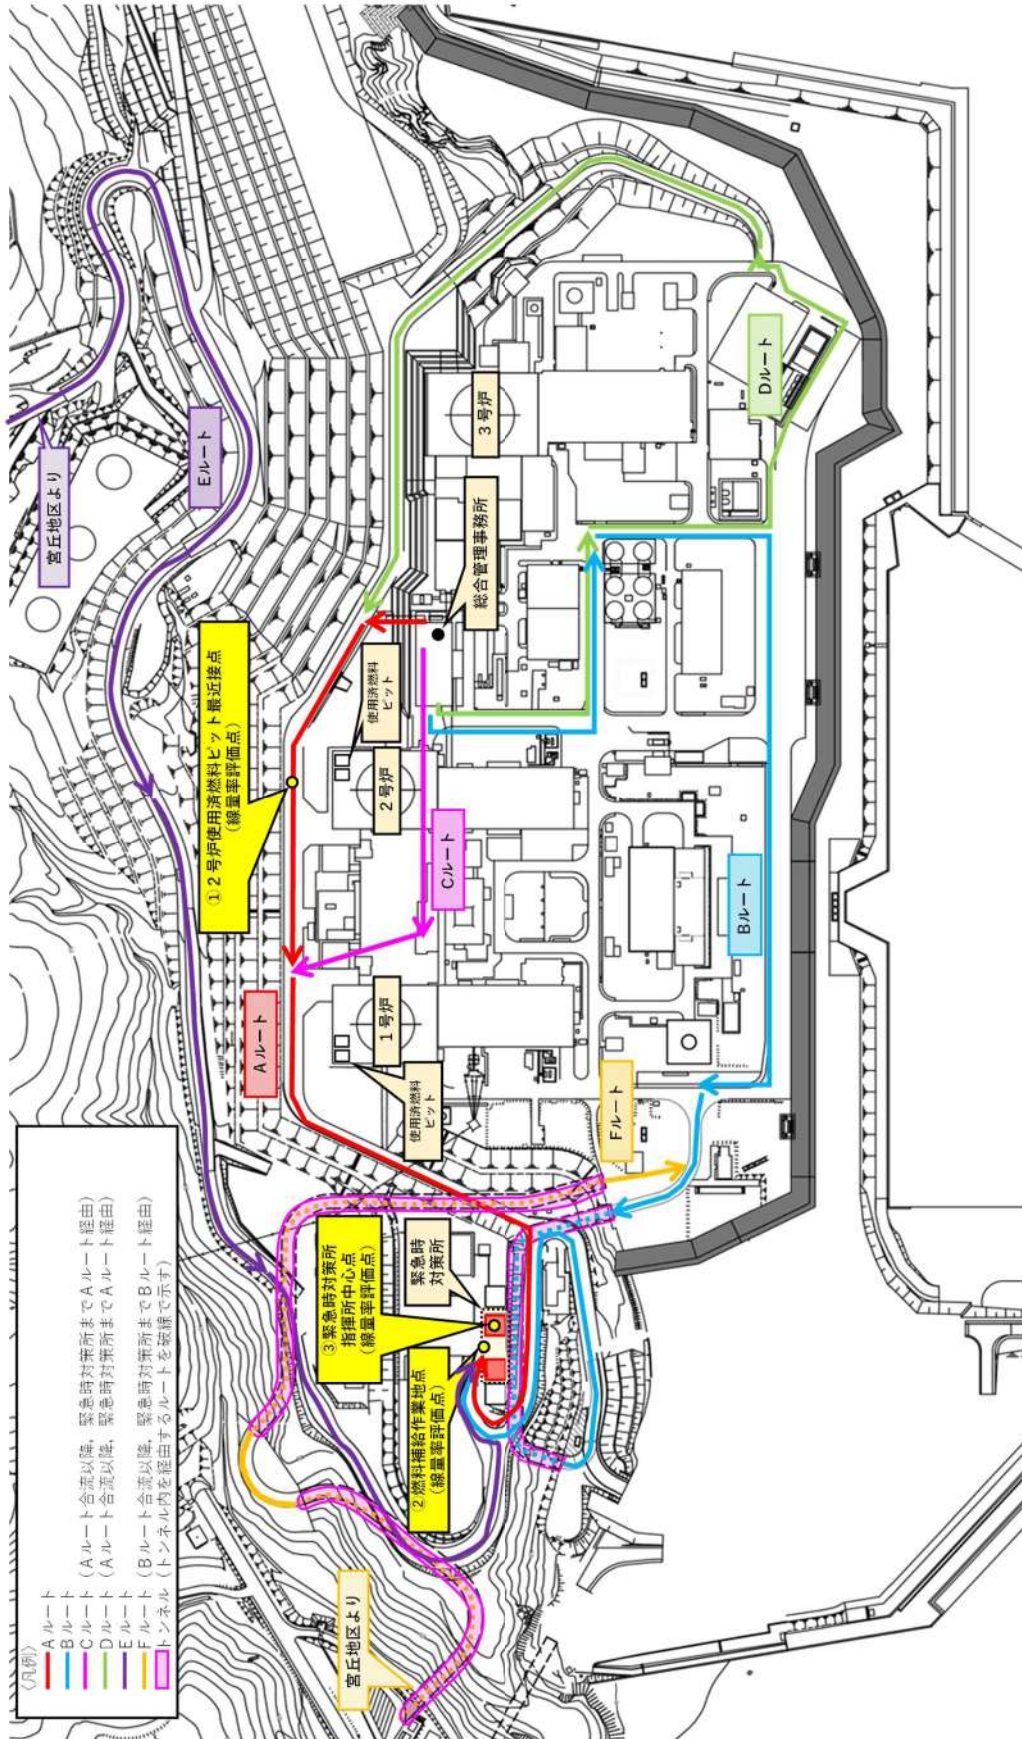 〈凡例〉
Aルート
Bルート
Cルート（Aルート合流以降，緊急時対策所までAルート経由）
Dルート（Aルート合流以降，緊急時対策所までAルート経由）
Eルート
Fルート（Bルート合流以降，緊急時対策所までBルート経由）
トンネル（トンネル内を経由するルートを破線で示す）
宮丘地区より
Eルート
①2号炉使用済燃料ピット最近接点
（線量率評価点）
Aルート
使用済燃料
ピット
1号炉
使用済燃料
ピット
2号炉
Cルート
総合管理事務所
3号炉
Dルート
Bルート
Fルート
③緊急時対策所
指揮所中心点
（線量率評価点）
緊急時
対策所
②燃料補給作業地点
（線量率評価点）
宮丘地区より